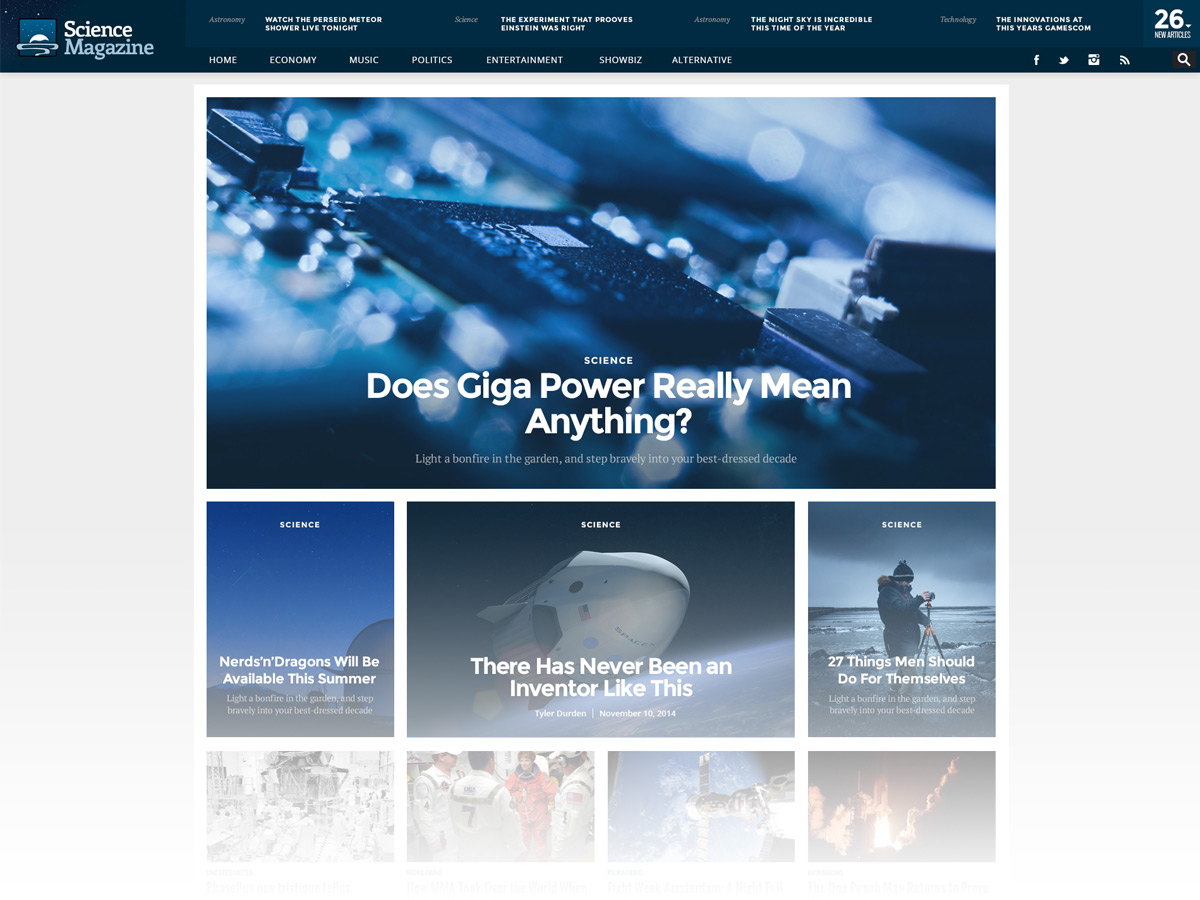 Science
Magazine
Astronomy
WATCH THE PERSEID METEOR
SHOWER LIVE TONIGHT
Science
THE EXPERIMENT THAT PROOVES
EINSTEIN WAS RIGHT
Astronomy
THE NIGHT SKY IS INCREDIBLE
THIS TIME OF THE YEAR
Technology
THE INNOVATIONS AT
THIS YEARS GAMESCOM
26
NEW ARTICLES
HOME ECONOMY MUSIC POLITICS ENTERTAINMENT SHOWBIZ ALTERNATIVE
SCIENCE
Does Giga Power Really Mean
Anything?
Light a bonfire in the garden, and step bravely into your best-dressed decade
SCIENCE
Nerds'n'Dragons Will Be
Available This Summer
Light a bonfire in the garden, and step
bravely into your best-dressed decade
SCIENCE
SPACEX
There Has Never Been an
Inventor Like This
Tyler Durden | November 10, 2014
SCIENCE
27 Things Men Should
Do For Themselves
Light a bonfire in the garden, and step
bravely into your best-dressed decade
7